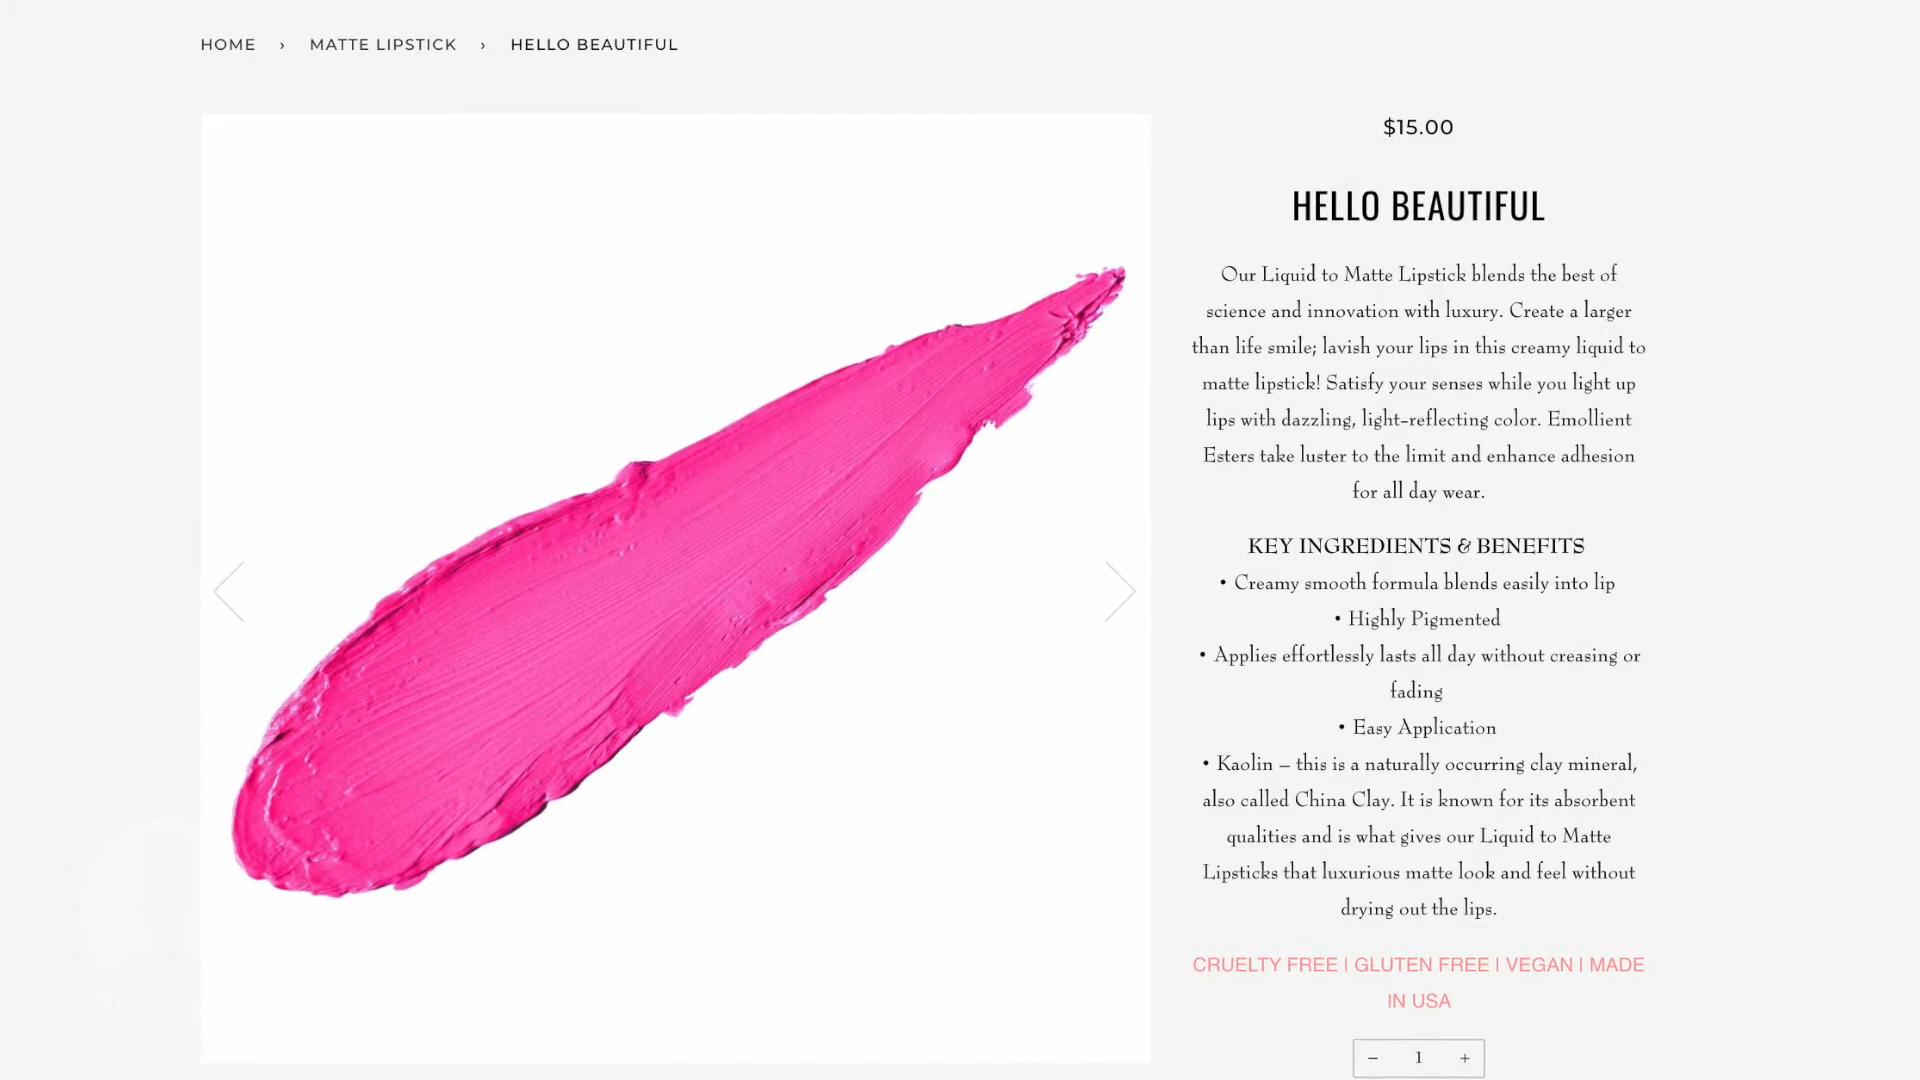 HOME › MATTE LIPSTICK › HELLO BEAUTIFUL
$15.00
HELLO BEAUTIFUL
Our Liquid to Matte Lipstick blends the best of
science and innovation with luxury. Create a larger
than life smile; lavish your lips in this creamy liquid to
matte lipstick! Satisfy your senses while you light up
lips with dazzling, light-reflecting color. Emollient
Esters take luster to the limit and enhance adhesion
for all day wear.
KEY INGREDIENTS & BENEFITS
• Creamy smooth formula blends easily into lip
• Highly Pigmented
• Applies effortlessly lasts all day without creasing or
fading
• Easy Application
• Kaolin – this is a naturally occurring clay mineral,
also called China Clay. It is known for its absorbent
qualities and is what gives our Liquid to Matte
Lipsticks that luxurious matte look and feel without
drying out the lips.
CRUELTY FREE | GLUTEN FREE | VEGAN | MADE
IN USA
− 1 +